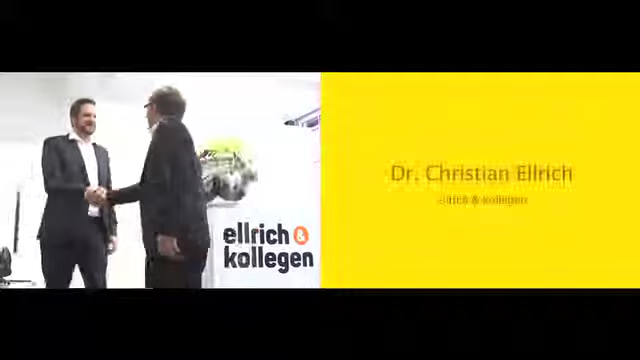 ellrich &
kollegen
Dr. Christian Ellrich
ellrich & kollegen